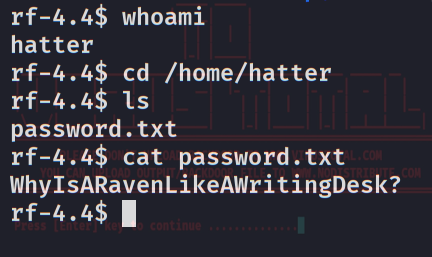 rf-4.4$ whoami
hatter
rf-4.4$ cd /home/hatter
rf-4.4$ ls
password.txt
rf-4.4$ cat password.txt
WhyIsARavenLikeAWritingDesk?
rf-4.4$
Press [Enter] key to continue